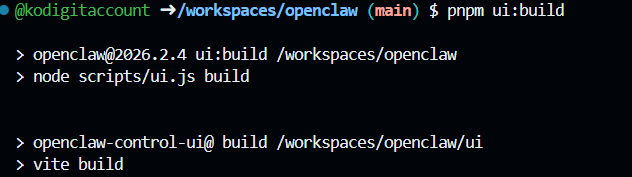 @kodigitaccount ➜/workspaces/openclaw (main) $ pnpm ui:build
> openclaw@2026.2.4 ui:build /workspaces/openclaw
> node scripts/ui.js build
> openclaw-control-ui@ build /workspaces/openclaw/ui
> vite build